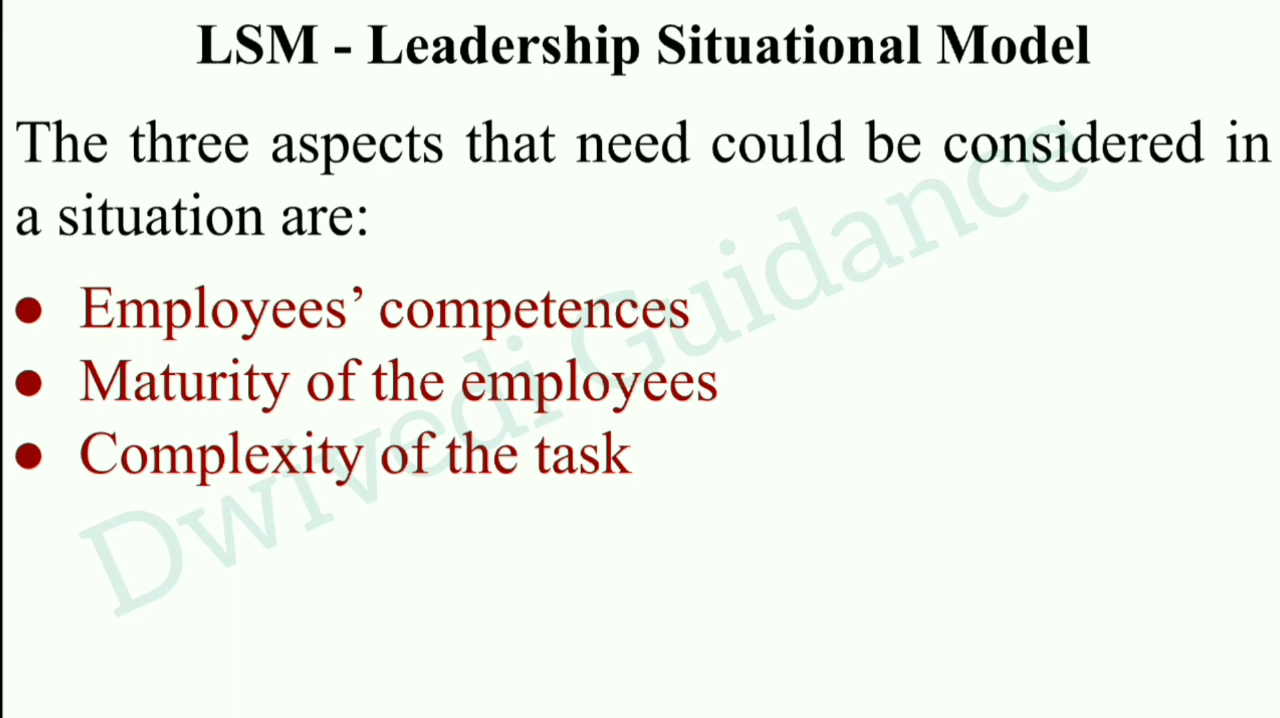 LSM - Leadership Situational Model
The three aspects that need could be considered in
a situation are:
● Employees’ competences
● Maturity of the employees
● Complexity of the task
Dwivedi Guidance